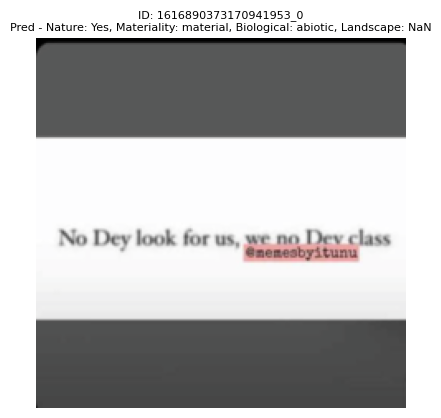 ID: 1616890373170941953_0
Pred - Nature: Yes, Materiality: material, Biological: abiotic, Landscape: NaN
No Dey look for us, we no Dey class
@memesbyitunu